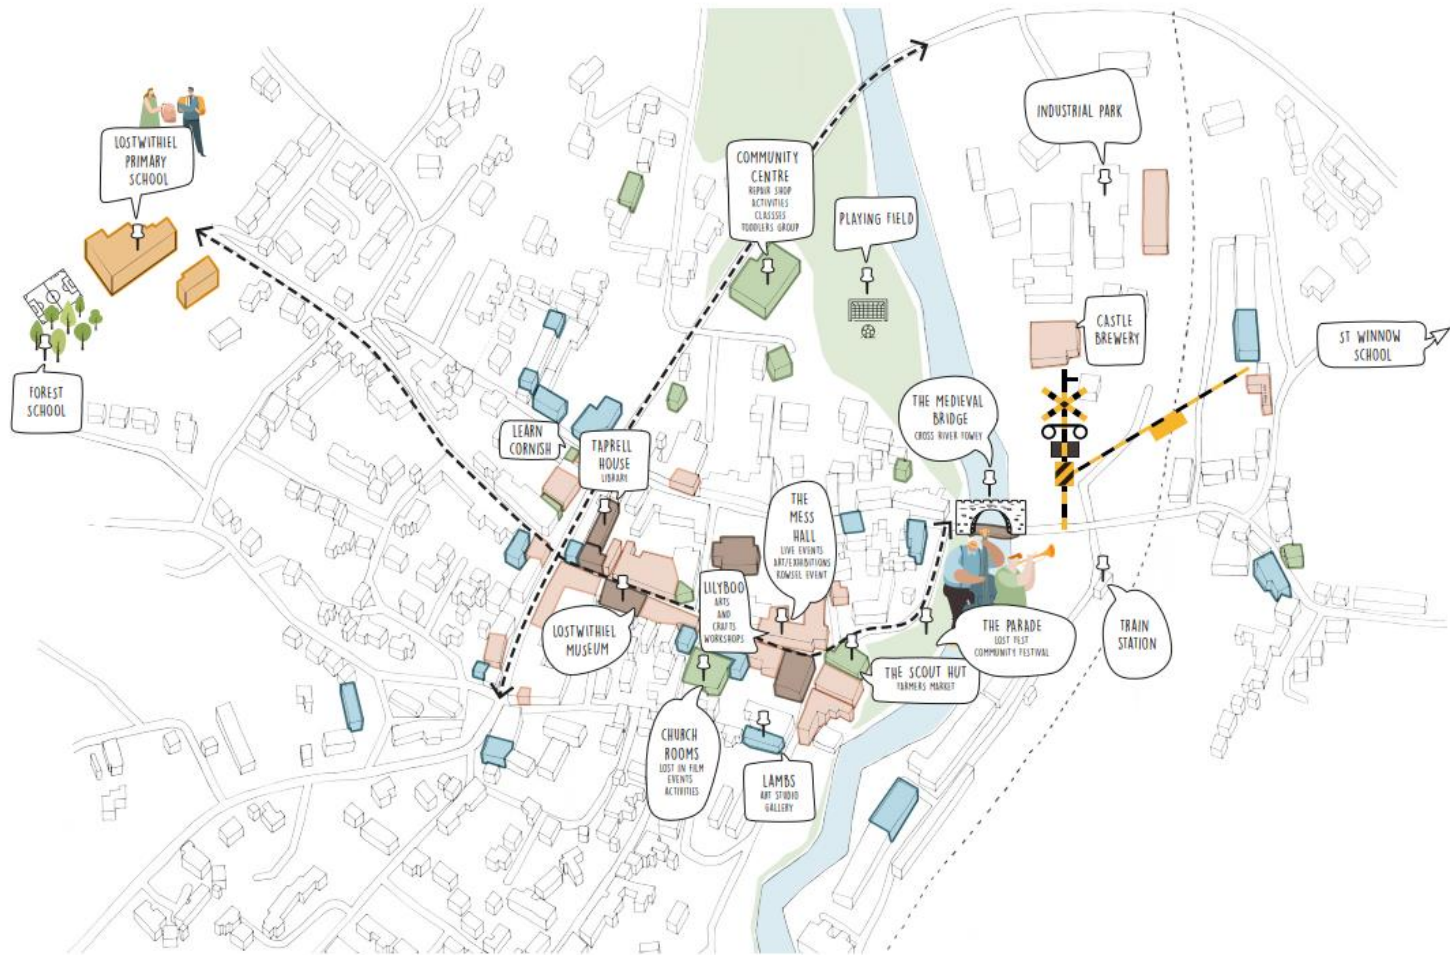 LOSTWITHIEL
PRIMARY
SCHOOL
FOREST
SCHOOL
COMMUNITY
CENTRE
REPAIR SHOP
ACTIVITIES
CLASSSES
TODDLERS GROUP
PLAYING FIELD
INDUSTRIAL PARK
CASTLE
BREWERY
ST WINNOW
SCHOOL
THE MEDIEVAL
BRIDGE
CROSS RIVER FOWEY
LEARN
CORNISH
TAPRELL
HOUSE
LIBRARY
THE
MESS
HALL
LIVE EVENTS
ART/EXHIBITIONS
ROWSEL EVENT
LILYBOO
ARTS
AND
CRAFTS
WORKSHOPS
LOSTWITHIEL
MUSEUM
THE PARADE
LOST FEST
COMMUNITY FESTIVAL
TRAIN
STATION
THE SCOUT HUT
FARMERS MARKET
CHURCH
ROOMS
LOST IN FILM
EVENTS
ACTIVITIES
LAMBS
ART STUDIO
GALLERY